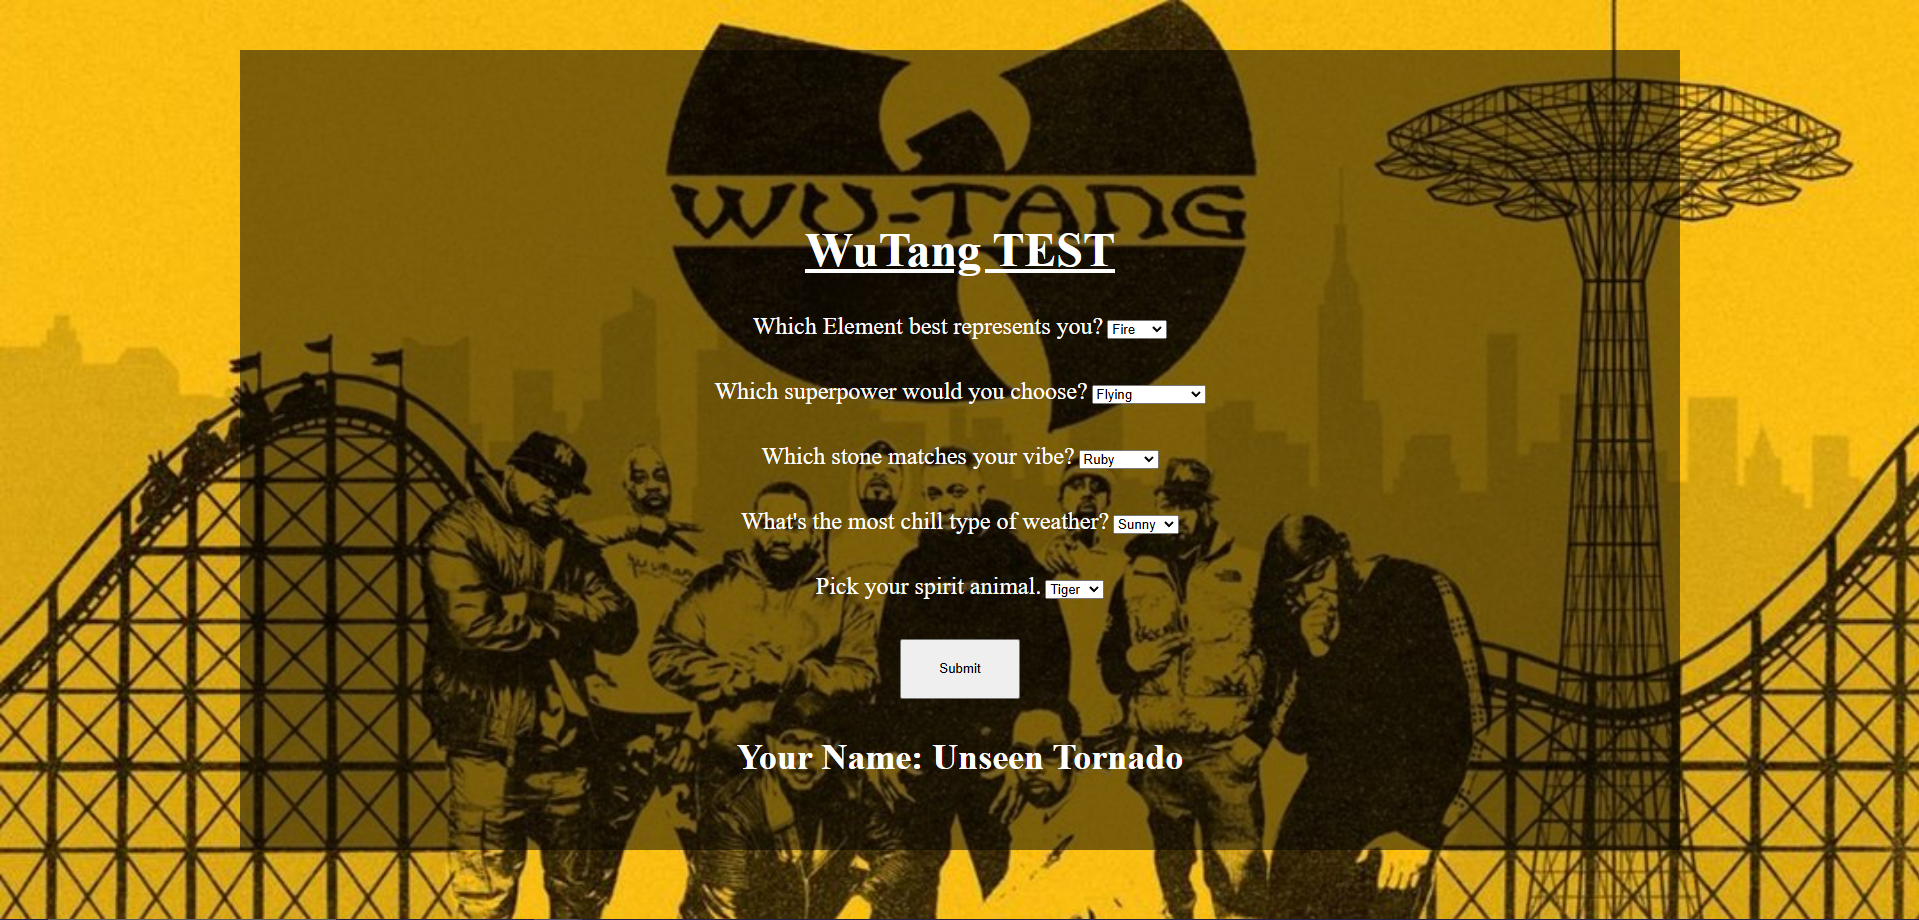 WU-TANG
WuTang TEST
Which Element best represents you? Fire
Which superpower would you choose? Flying
Which stone matches your vibe? Ruby
What's the most chill type of weather? Sunny
Pick your spirit animal. Tiger
Submit
Your Name: Unseen Tornado